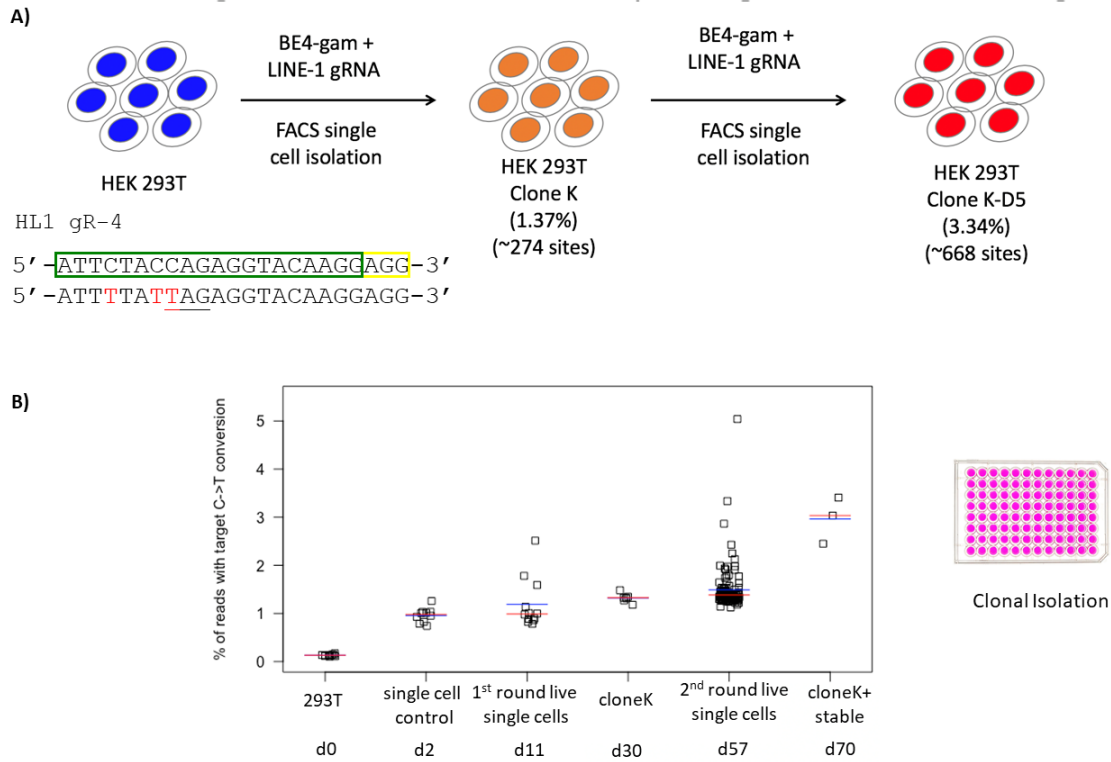 A)
BE4-gam +
LINE-1 gRNA
FACS single
cell isolation
BE4-gam +
LINE-1 gRNA
FACS single
cell isolation
HEK 293T
HEK 293T
Clone K
(1.37%)
(~274 sites)
HEK 293T
Clone K-D5
(3.34%)
(~668 sites)
HL1 gR-4
5’-ATTCTACCAGAGGTACAAGGAGG-3’
5’-ATTTTATTAGAGGTACAAGGAGG-3’
B)
% of reads with target C->T conversion
5
4
3
2
1
0
293T
single cell
control
1st round live
single cells
cloneK
2nd round live
single cells
cloneK+
stable
d0
d2
d11
d30
d57
d70
Clonal Isolation